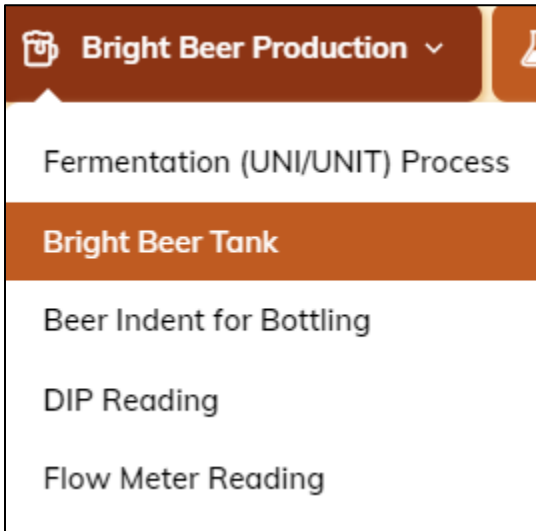 Bright Beer Production
Fermentation (UNI/UNIT) Process
Bright Beer Tank
Beer Indent for Bottling
DIP Reading
Flow Meter Reading